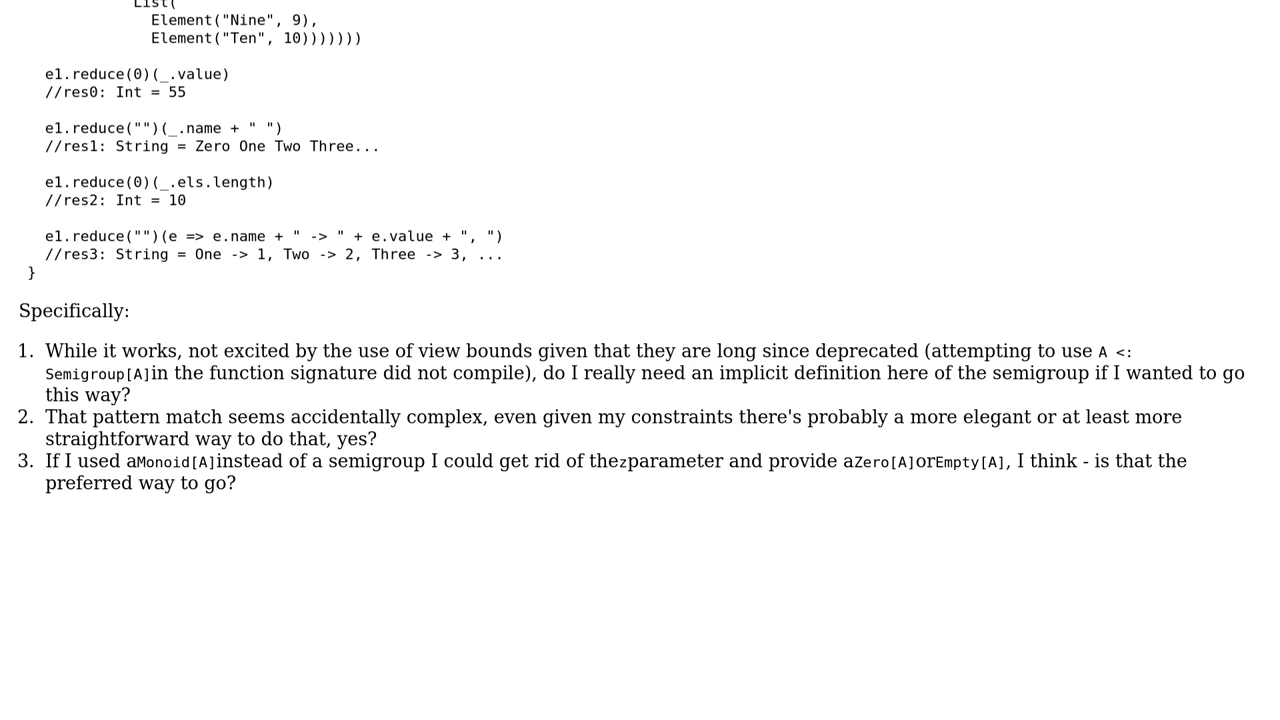 List(
Element("Nine", 9),
Element("Ten", 10)))))))
e1.reduce(0)(_.value)
//res0: Int = 55
e1.reduce("")(_.name + " ")
//res1: String = Zero One Two Three...
e1.reduce(0)(_.els.length)
//res2: Int = 10
e1.reduce("")(e => e.name + " -> " + e.value + ", ")
//res3: String = One -> 1, Two -> 2, Three -> 3, ...
}
Specifically:
1. While it works, not excited by the use of view bounds given that they are long since deprecated (attempting to use A <:
Semigroup[A]in the function signature did not compile), do I really need an implicit definition here of the semigroup if I wanted to go
this way?
2. That pattern match seems accidentally complex, even given my constraints there's probably a more elegant or at least more
straightforward way to do that, yes?
3. If I used aMonoid[A]instead of a semigroup I could get rid of thezparameter and provide aZero[A]orEmpty[A], I think - is that the
preferred way to go?